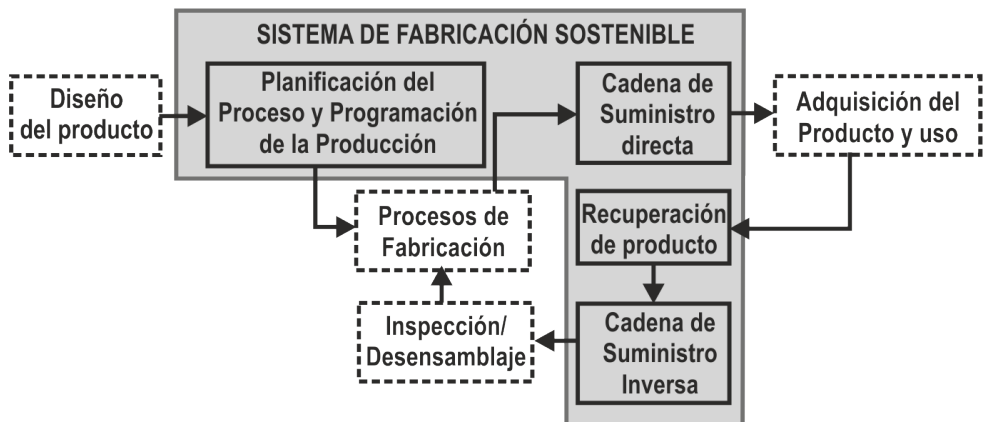 SISTEMA DE FABRICACIÓN SOSTENIBLE
Diseño
del producto
Planificación del
Proceso y Programación
de la Producción
Cadena de
Suministro
directa
Adquisición del
Producto y uso
Procesos de
Fabricación
Recuperación
de producto
Inspección/
Desensamblaje
Cadena de
Suministro
Inversa